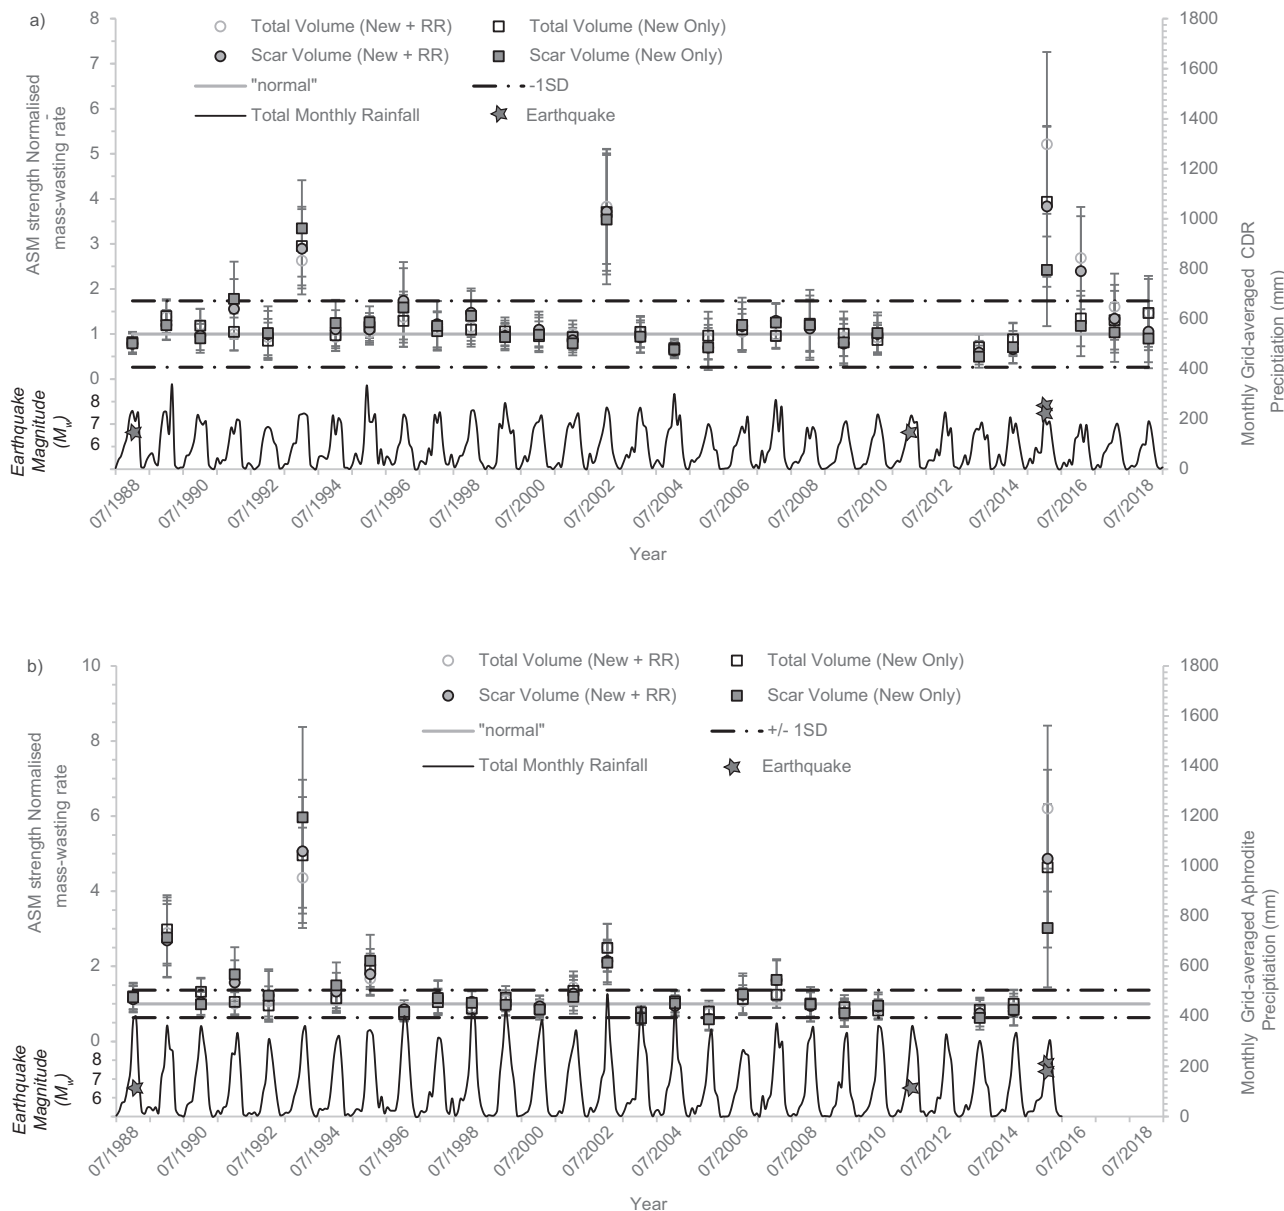 a)
Total Volume (New + RR)
Total Volume (New Only)
Scar Volume (New + RR)
Scar Volume (New Only)
"normal"
-1SD
Total Monthly Rainfall
Earthquake
ASM strength Normalised
mass-wasting rate
8
7
6
5
4
3
2
1
0
8
7
6
Earthquake
Magnitude
(Mw)
1800
1600
1400
1200
1000
800
600
400
200
0
Monthly Grid-averaged CDR
Preciptiation (mm)
07/1988
07/1990
07/1992
07/1994
07/1996
07/1998
07/2000
07/2002
07/2004
07/2006
07/2008
07/2010
07/2012
07/2014
07/2016
07/2018
Year
b)
Total Volume (New + RR)
Total Volume (New Only)
Scar Volume (New + RR)
Scar Volume (New Only)
"normal"
+/- 1SD
Total Monthly Rainfall
Earthquake
ASM strength Normalised
mass-wasting rate
10
8
6
4
2
0
8
7
6
Earthquake
Magnitude
(Mw)
1800
1600
1400
1200
1000
800
600
400
200
0
Monthly Grid-averaged Aphrodite
Precipitation (mm)
07/1988
07/1990
07/1992
07/1994
07/1996
07/1998
07/2000
07/2002
07/2004
07/2006
07/2008
07/2010
07/2012
07/2014
07/2016
07/2018
Year